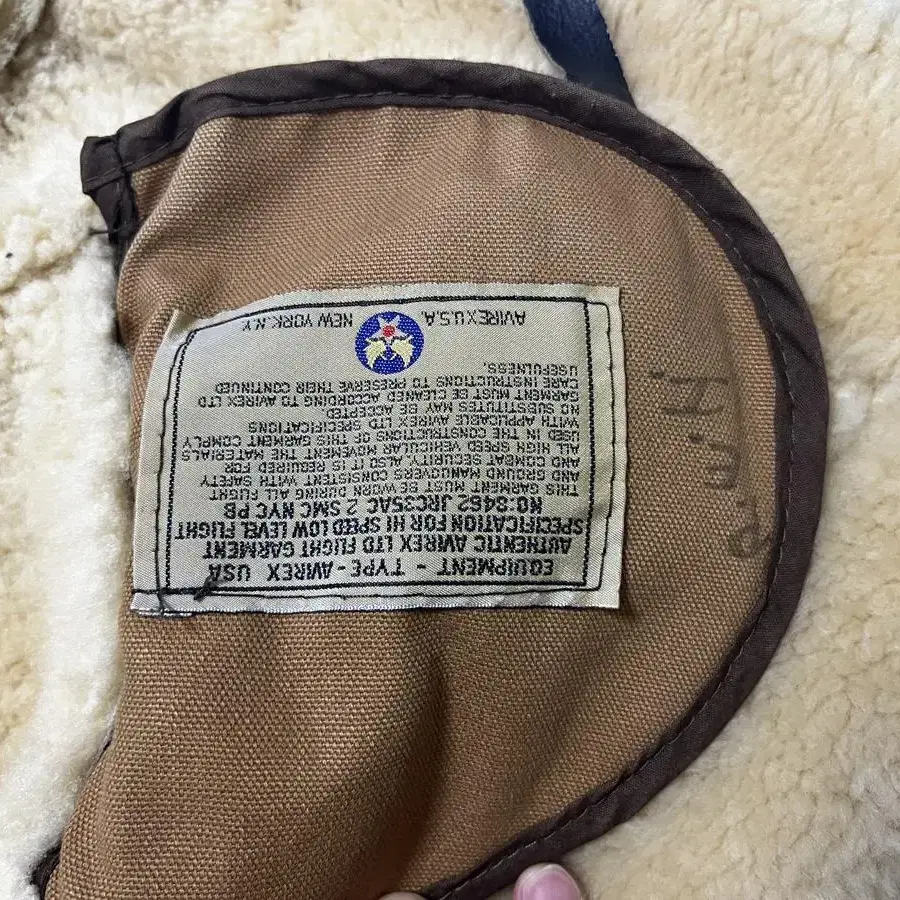 EQUIPMENT - TYPE - AVIREX USA
AUTHENTIC AVIREX LTD FLIGHT GARMENT
SPECIFICATION FOR HI SPEED LOW LEVEL FLIGHT
NO: 8462 JRC35AC 2 SMC NYC PB
THIS GARMENT MUST WORN DURING ALL FLIGHT
AND GROUND MANUVERS CONSISTENT WITH SAFETY
AND COMBAT SECURITY ALSO IT IS REQUIRED FOR
ALL HIGH SPEED VEHICULAR MOVEMENT THE MATERIALS
USED IN THE CONSTRUCTIONS OF THIS GARMENT COMPLY
WITH APPLICABLE AVIREX LTD SPECIFICATIONS
NO SUBSTITUTES MAY BE ACCEPTED
GARMENT MUST BE CLEANED ACCORDING TO AVIREX LTD
CARE INSTRUCTIONS TO PRESERVE THEIR CONTINUED
USEFULNESS.
AVIREX U.S.A. NEW YORK. N.Y.